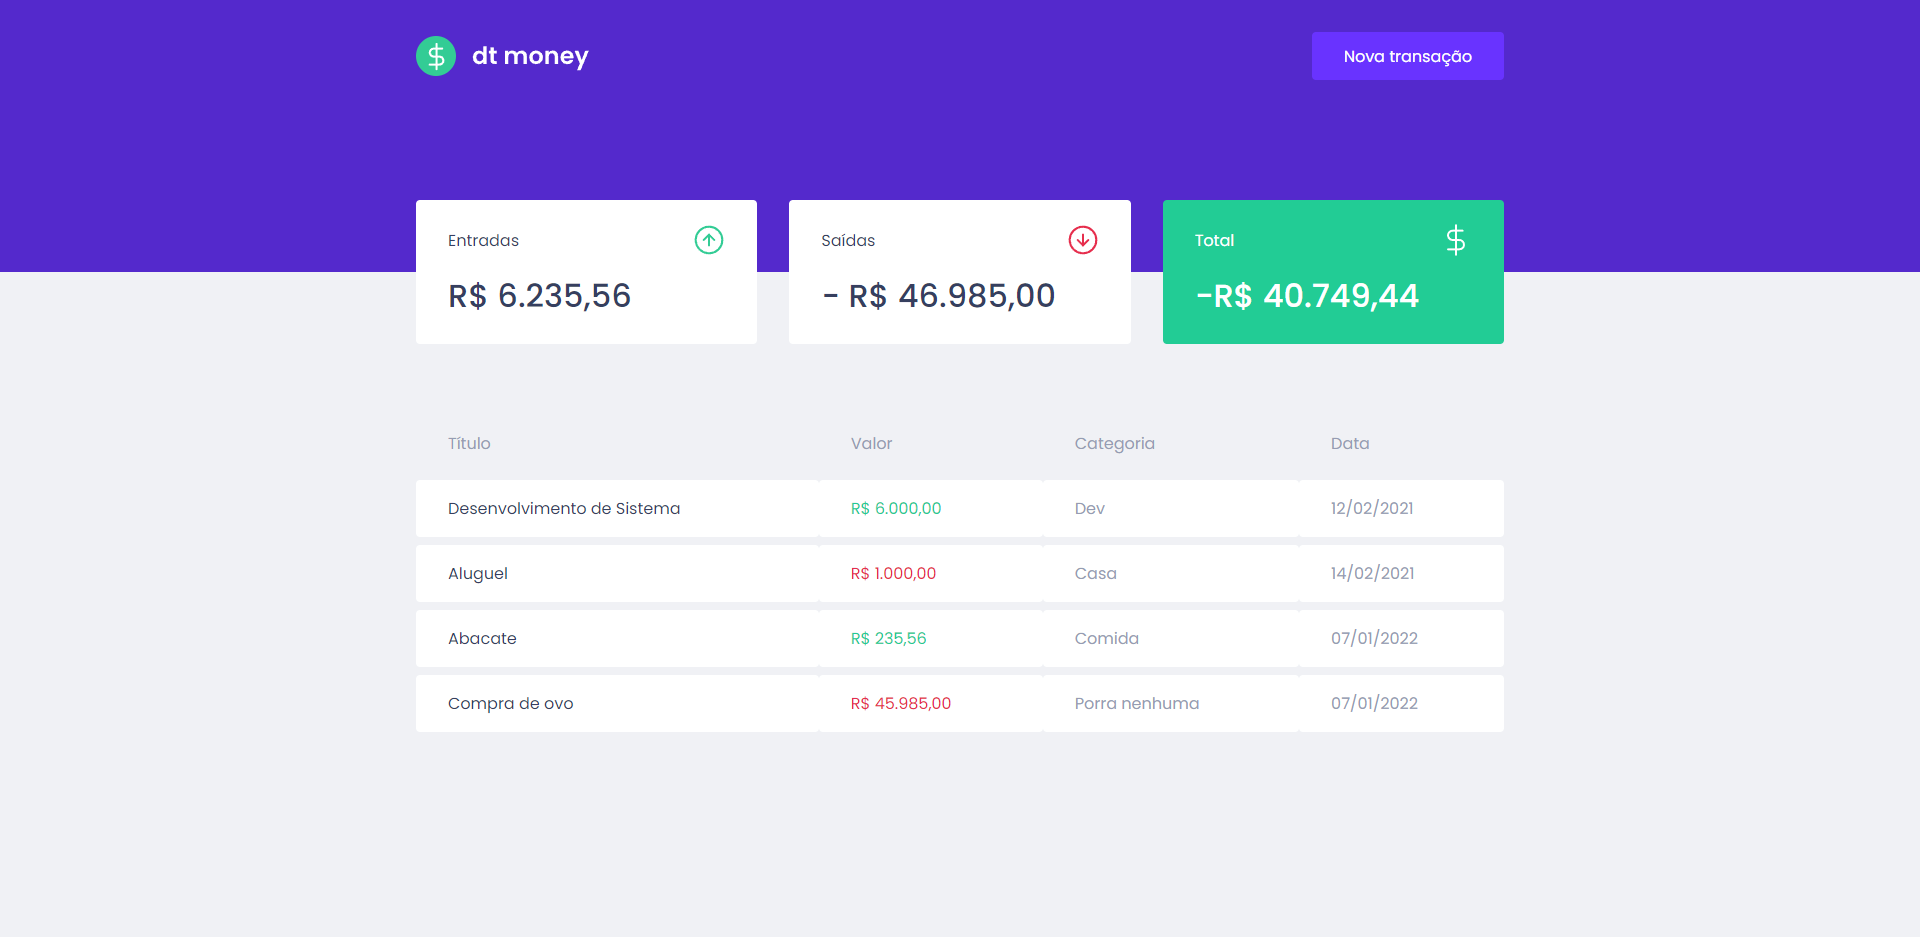 $ dt money
Nova transação
Entradas
R$ 6.235,56
Saídas
- R$ 46.985,00
Total
$
-R$ 40.749,44
Título Valor Categoria Data
Desenvolvimento de Sistema R$ 6.000,00 Dev 12/02/2021
Aluguel R$ 1.000,00 Casa 14/02/2021
Abacate R$ 235,56 Comida 07/01/2022
Compra de ovo R$ 45.985,00 Porra nenhuma 07/01/2022